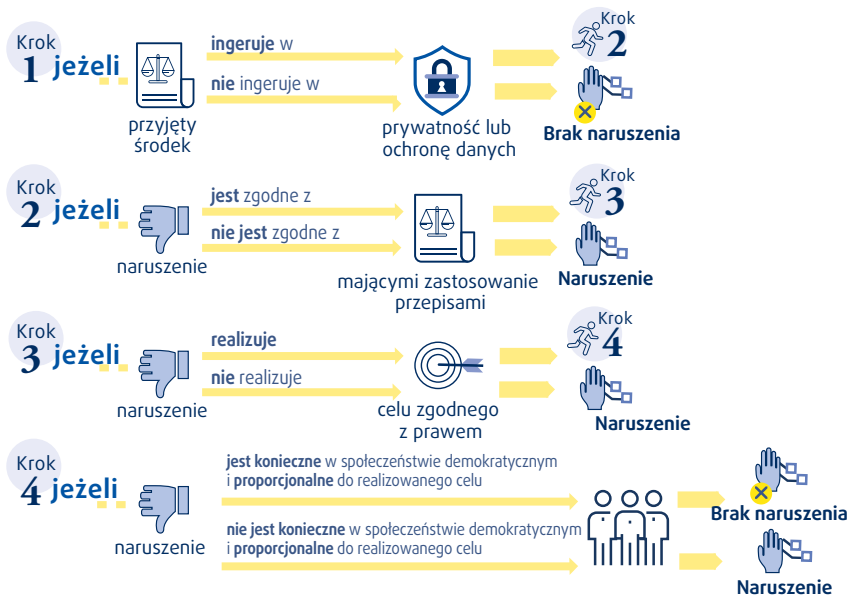 Krok
1 jeżeli
przyjęty
środek
ingeruje w
nie ingeruje w
prywatność lub
ochronę danych
Krok
2
Brak naruszenia
Krok
2 jeżeli
naruszenie
jest zgodne z
nie jest zgodne z
mającymi zastosowanie
przepisami
Krok
3
Naruszenie
Krok
3 jeżeli
naruszenie
realizuje
nie realizuje
celu zgodnego
z prawem
Krok
4
Naruszenie
Krok
4 jeżeli
naruszenie
jest konieczne w społeczeństwie demokratycznym
i proporcjonalne do realizowanego celu
nie jest konieczne w społeczeństwie demokratycznym
i proporcjonalne do realizowanego celu
Brak naruszenia
Naruszenie